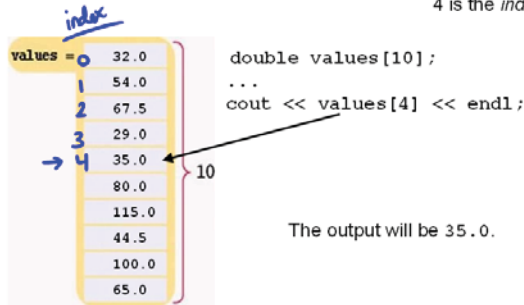 4 is the ind
index
values = 0 32.0
1 54.0
2 67.5
3 29.0
→ 4 35.0
80.0
115.0
44.5
100.0
65.0
10
double values[10];
...
cout << values[4] << endl;
The output will be 35.0.